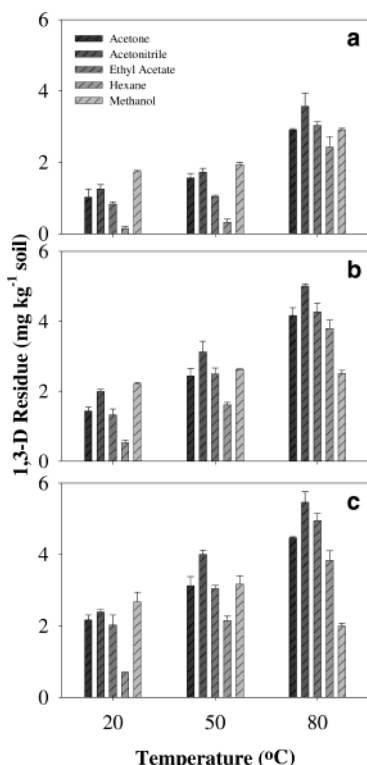 Acetone
Acetonitrile
Ethyl Acetate
Hexane
Methanol
a
6
4
2
0
b
6
4
2
0
c
6
4
2
0
1,3-D Residue (mg kg⁻¹ soil)
20 50 80
Temperature (ºC)